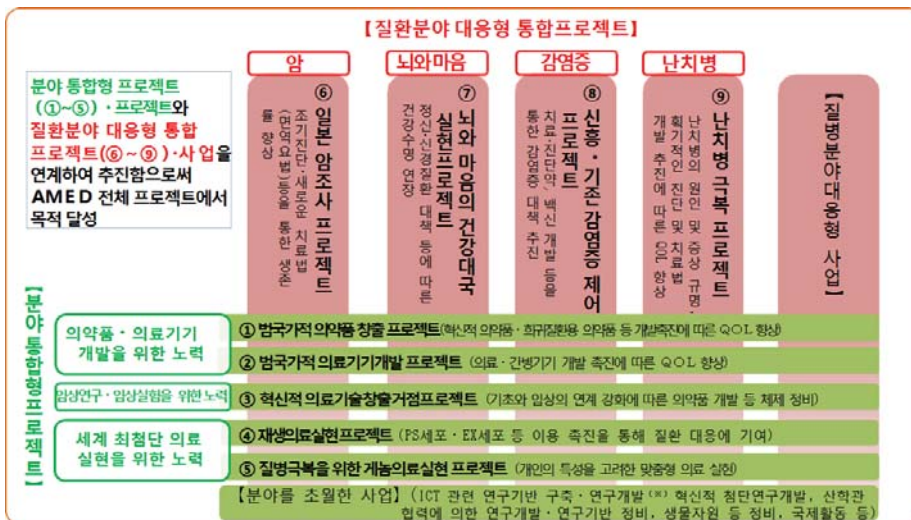 【질환분야 대응형 통합프로젝트】
암
뇌와마음
감염증
난치병
분야 통합형 프로젝트
(①~⑤)·프로젝트와
질환분야 대응형 통합
프로젝트(⑥~⑨)·사업을
연계하여 추진함으로써
AMED 전체 프로젝트에서
목적 달성
⑥ 일본 암조사 프로젝트
조기진단·새로운 치료법
(면역요법)등을 통한 생존
률 향상
⑦ 뇌와 마음의 건강대국
실현프로젝트
정신·신경질환 대책 등에 따른
건강수명 연장
⑧ 신흥·기존 감염증 제어
프로젝트
치료·진단약, 백신 개발 등을
통한 감염증 대책 추진
⑨ 난치병 극복 프로젝트
난치병의 원인 및 증상 규명·
획기적인 진단 및 치료법
개발 추진에 따른 QOL 향상
【질병분야대응형 사업】
【분야통합형프로젝트】
의약품·의료기기
개발을 위한 노력
① 범국가적 의약품 창출 프로젝트(혁신적 의약품·희귀질환용 의약품 등 개발촉진에 따른 QOL 향상)
② 범국가적 의료기기개발 프로젝트 (의료·간병기기 개발 촉진에 따른 QOL 향상)
임상연구·임상실험을 위한 노력
③ 혁신적 의료기술창출거점프로젝트 (기초와 임상의 연계 강화에 따른 의약품 개발 등 체제 정비)
세계 최첨단 의료
실현을 위한 노력
④ 재생의료실현프로젝트 (PS세포·EX세포 등 이용 촉진을 통해 질환 대응에 기여)
⑤ 질병극복을 위한 게놈의료실현 프로젝트 (개인의 특성을 고려한 맞춤형 의료 실현)
【분야를 초월한 사업】(ICT 관련 연구기반 구축·연구개발(※) 혁신적 첨단연구개발, 산학관
협력에 의한 연구개발·연구기반 정비, 생물자원 등 정비, 국제활동 등)